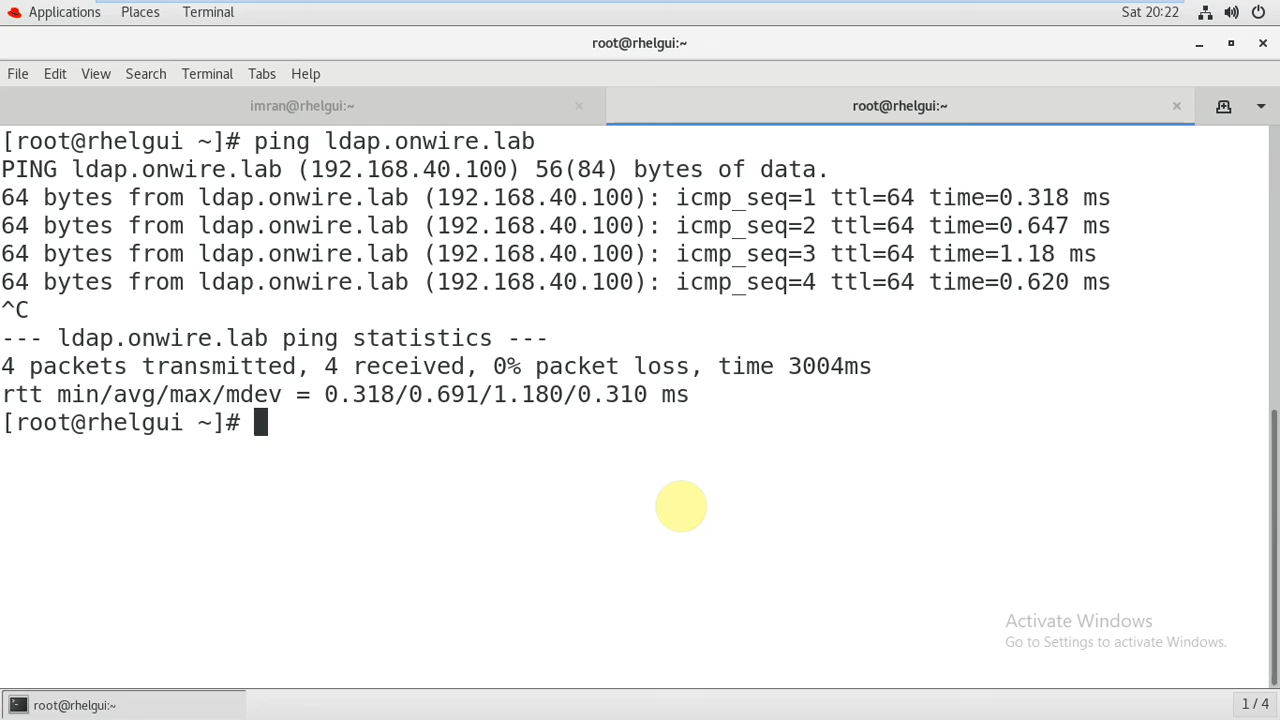 Applications Places Terminal Sat 20:22
root@rhelgui:~
File Edit View Search Terminal Tabs Help
imran@rhelgui:~ × root@rhelgui:~ ×
[root@rhelgui ~]# ping ldap.onwire.lab
PING ldap.onwire.lab (192.168.40.100) 56(84) bytes of data.
64 bytes from ldap.onwire.lab (192.168.40.100): icmp_seq=1 ttl=64 time=0.318 ms
64 bytes from ldap.onwire.lab (192.168.40.100): icmp_seq=2 ttl=64 time=0.647 ms
64 bytes from ldap.onwire.lab (192.168.40.100): icmp_seq=3 ttl=64 time=1.18 ms
64 bytes from ldap.onwire.lab (192.168.40.100): icmp_seq=4 ttl=64 time=0.620 ms
^C
--- ldap.onwire.lab ping statistics ---
4 packets transmitted, 4 received, 0% packet loss, time 3004ms
rtt min/avg/max/mdev = 0.318/0.691/1.180/0.310 ms
[root@rhelgui ~]#
Activate Windows
Go to Settings to activate Windows.
root@rhelgui:~ 1 / 4